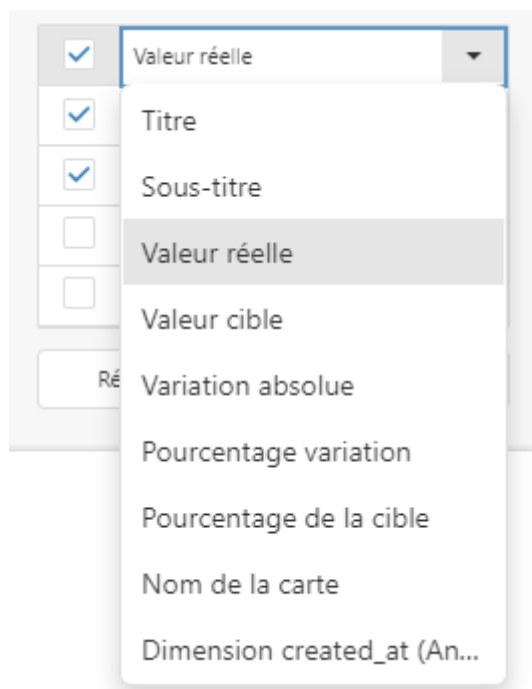 Valeur réelle
Titre
Sous-titre
Valeur réelle
Valeur cible
Ré
Variation absolue
Pourcentage variation
Pourcentage de la cible
Nom de la carte
Dimension created_at (An...